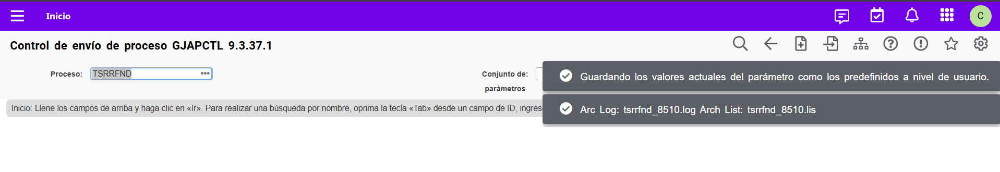 Inicio
C
Control de envío de proceso GJAPCTL 9.3.37.1
Proceso: TSRRFND
Conjunto de:
parámetros
Guardando los valores actuales del parámetro como los predefinidos a nivel de usuario.
Inicio: Llene los campos de arriba y haga clic en «Ir». Para realizar una búsqueda por nombre, oprima la tecla «Tab» desde un campo de ID, ingres
Arc Log: tsrrfnd_8510.log Arch List: tsrrfnd_8510.lis